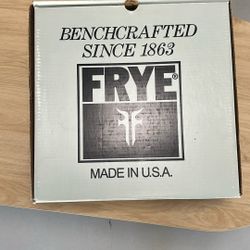 BENCHCRAFTED
SINCE 1863
FRYE®
MADE IN U.S.A.